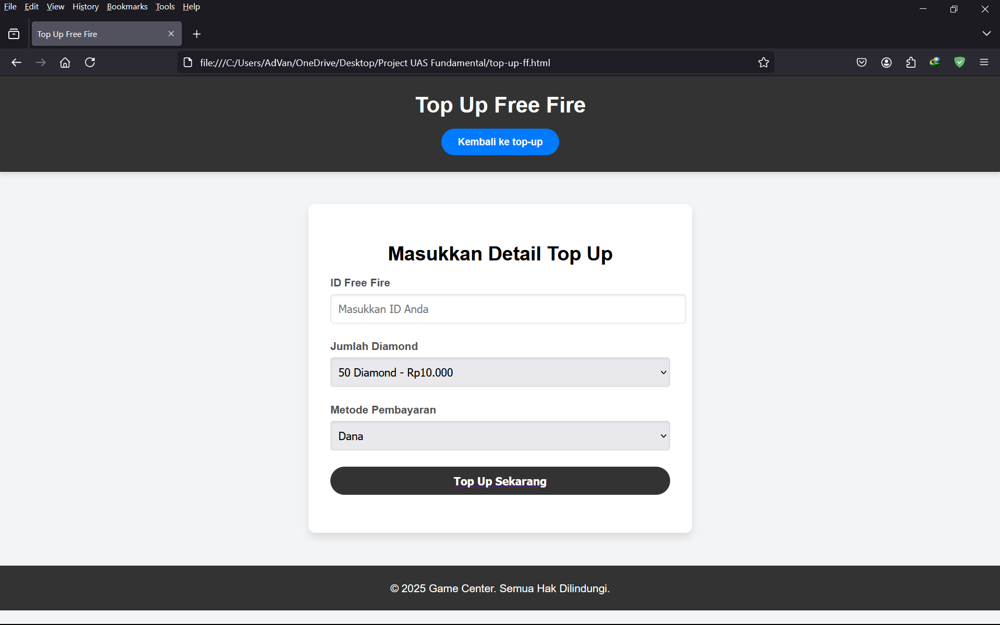 File Edit View History Bookmarks Tools Help
Top Up Free Fire
file:///C:/Users/AdVan/OneDrive/Desktop/Project UAS Fundamental/top-up-ff.html
Top Up Free Fire
Kembali ke top-up
Masukkan Detail Top Up
ID Free Fire
Masukkan ID Anda
Jumlah Diamond
50 Diamond - Rp10.000
Metode Pembayaran
Dana
Top Up Sekarang
© 2025 Game Center. Semua Hak Dilindungi.